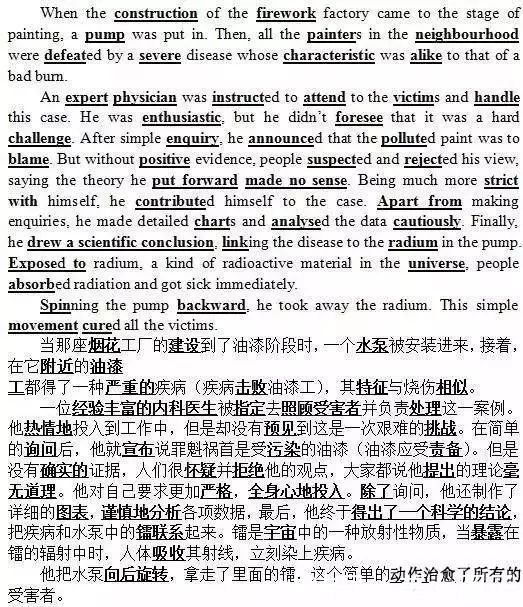 When the construction of the firework factory came to the stage of
painting, a pump was put in. Then, all the painters in the neighbourhood
were defeated by a severe disease whose characteristic was alike to that of a
bad burn.
An expert physician was instructed to attend to the victims and handle
this case. He was enthusiastic, but he didn't foresee that it was a hard
challenge. After simple enquiry, he announced that the polluted paint was to
blame. But without positive evidence, people suspected and rejected his view,
saying the theory he put forward made no sense. Being much more strict
with himself, he contributed himself to the case. Apart from making
enquiries, he made detailed charts and analysed the data cautiously. Finally,
he drew a scientific conclusion, linking the disease to the radium in the pump.
Exposed to radium, a kind of radioactive material in the universe, people
absorbed radiation and got sick immediately.
Spinning the pump backward, he took away the radium. This simple
movement cured all the victims.
当那座烟花工厂的建设到了油漆阶段时，一个水泵被安装进来，接着，
在它附近的油漆
工都得了一种严重的疾病（疾病击败油漆工），其特征与烧伤相似。
一位经验丰富的内科医生被指定去照顾受害者并负责处理这一案例。
他热情地投入到工作中，但是却没有预见到这是一次艰难的挑战。在简单
的询问后，他就宣布说罪魁祸首是受污染的油漆（油漆应受责备）。但是
没有确实的证据，人们很怀疑并拒绝他的观点，大家都说他提出的理论毫
无道理。他对自己要求更加严格，全身心地投入。除了询问，他还制作了
详细的图表，谨慎地分析各项数据，最后，他终于得出了一个科学的结论，
把疾病和水泵中的镭联系起来。镭是宇宙中的一种放射性物质，当暴露在
镭的辐射中时，人体吸收其射线，立刻染上疾病。
他把水泵向后旋转，拿走了里面的镭．这个简单的动作治愈了所有的
受害者。